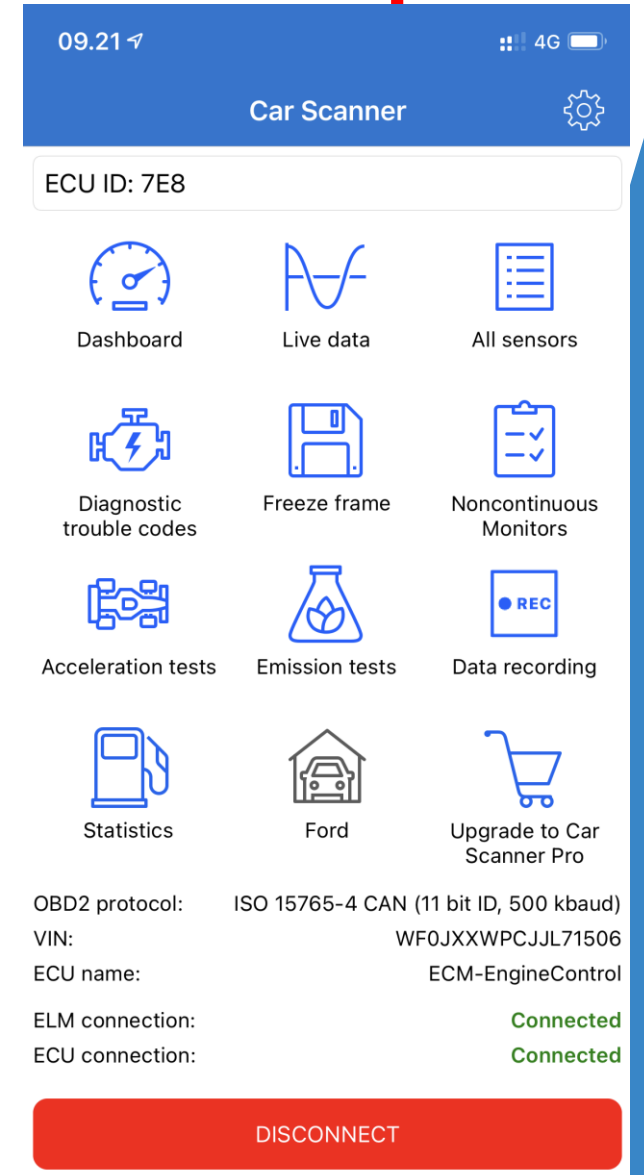 09.21
4G
Car Scanner
ECU ID: 7E8
Dashboard
Live data
All sensors
Diagnostic
trouble codes
Freeze frame
Noncontinuous
Monitors
REC
Acceleration tests
Emission tests
Data recording
Statistics
Ford
Upgrade to Car
Scanner Pro
OBD2 protocol: ISO 15765-4 CAN (11 bit ID, 500 kbaud)
VIN: WF0JXXWPCJJL71506
ECU name: ECM-EngineControl
ELM connection: Connected
ECU connection: Connected
DISCONNECT